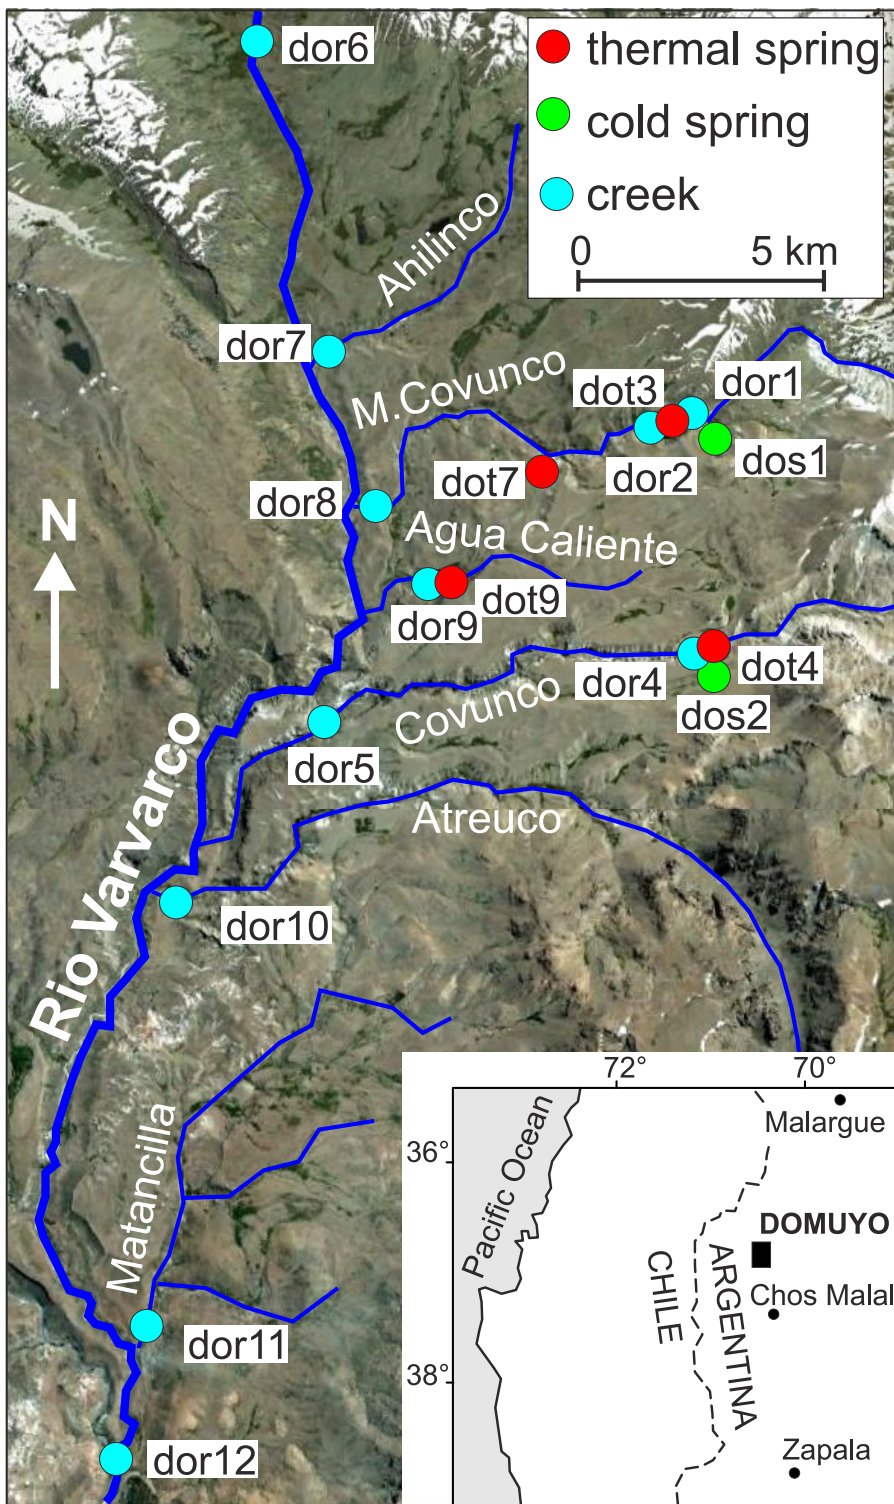 dor6
thermal spring
cold spring
creek
0 5 km
Ahilinco
dor7
M.Covunco
dot3
dor1
dor2
dos1
dot7
dor8
N
Agua Caliente
dor9
dot9
dor4
dot4
dos2
Covunco
dor5
Rio Varvarco
Atreuco
dor10
Matancilla
dor11
dor12
72° 70°
Malargue
36°
Pacific Ocean
DOMUYO
CHILE
ARGENTINA
Chos Malal
38°
Zapala